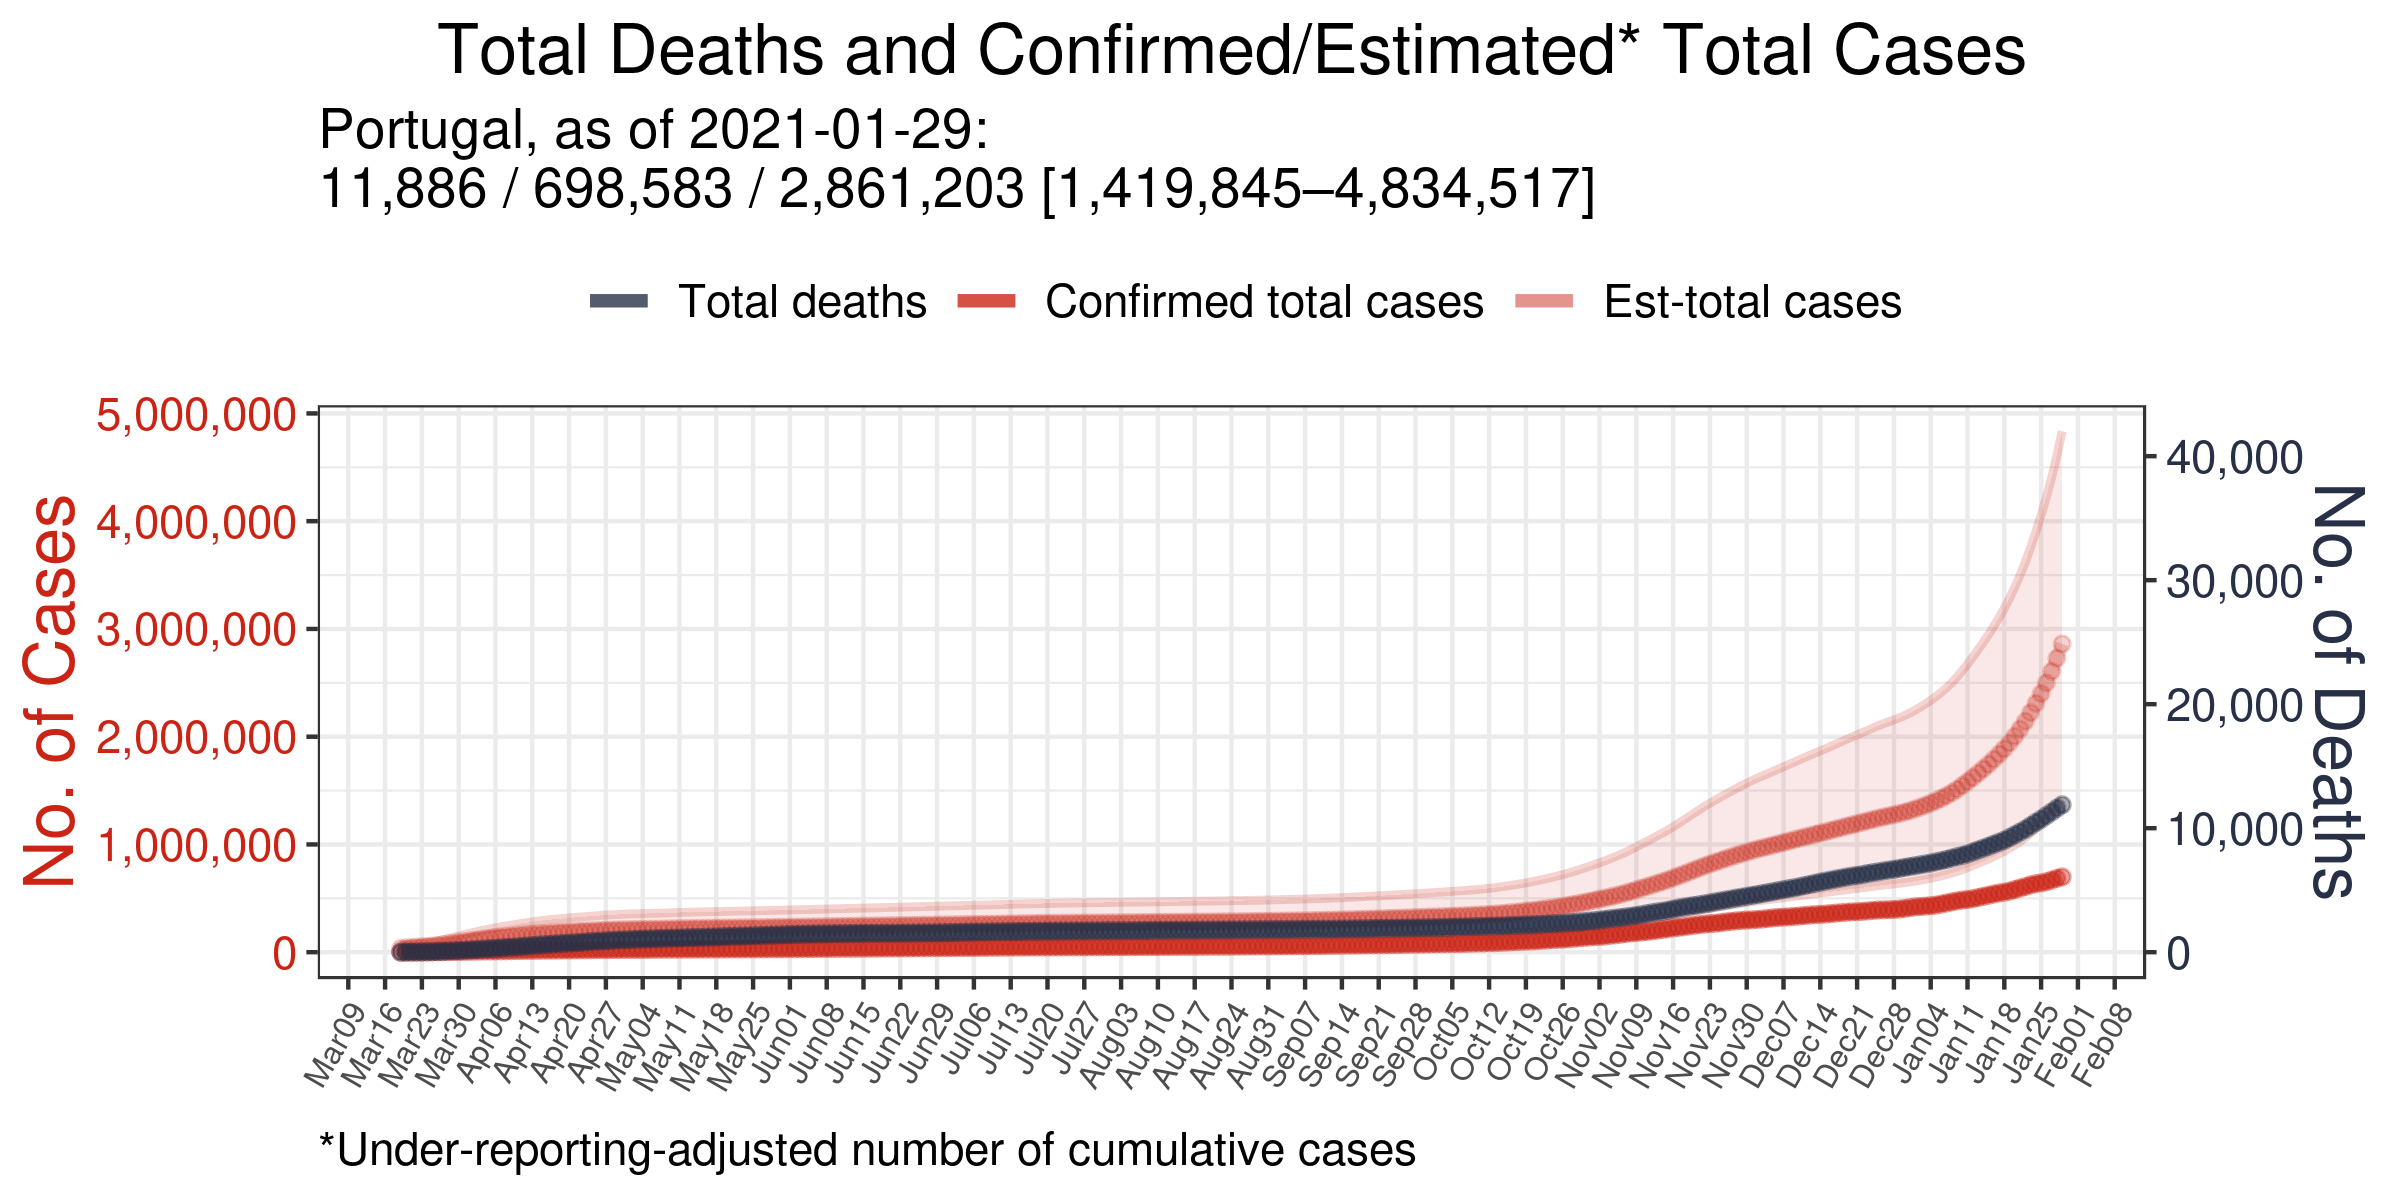 Total Deaths and Confirmed/Estimated* Total Cases
Portugal, as of 2021-01-29:
11,886 / 698,583 / 2,861,203 [1,419,845–4,834,517]
Total deaths
Confirmed total cases
Est-total cases
No. of Cases
5,000,000
4,000,000
3,000,000
2,000,000
1,000,000
0
40,000
30,000
20,000
10,000
0
No. of Deaths
Mar09
Mar16
Mar23
Mar30
Apr06
Apr13
Apr20
Apr27
May04
May11
May18
May25
Jun01
Jun08
Jun15
Jun22
Jun29
Jul06
Jul13
Jul20
Jul27
Aug03
Aug10
Aug17
Aug24
Aug31
Sep07
Sep14
Sep21
Sep28
Oct05
Oct12
Oct19
Oct26
Nov02
Nov09
Nov16
Nov23
Nov30
Dec07
Dec14
Dec21
Dec28
Jan04
Jan11
Jan18
Jan25
Feb01
Feb08
*Under-reporting-adjusted number of cumulative cases